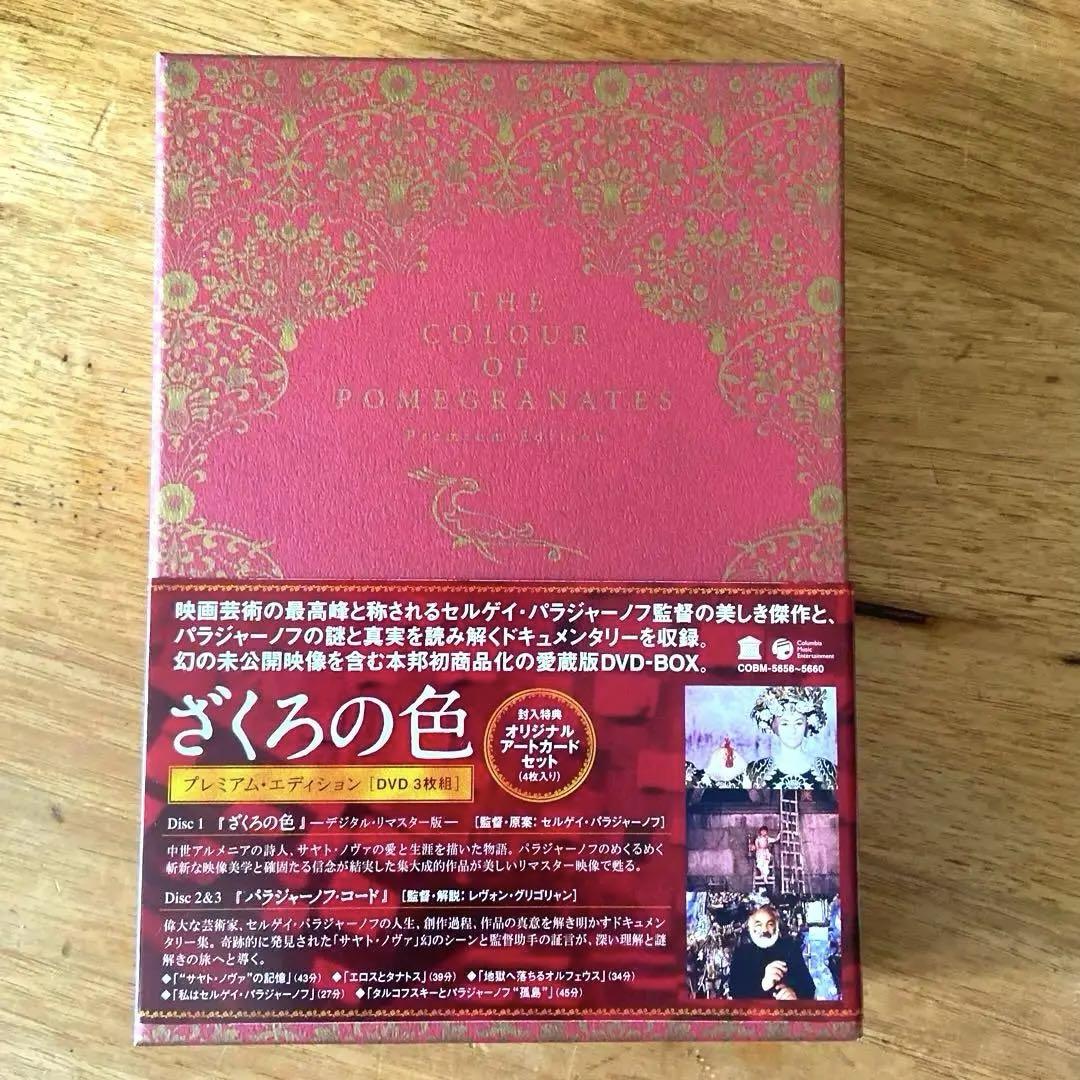 THE
COLOUR
OF
POMEGRANATES
Premium Edition
映画芸術の最高峰と称されるセルゲイ・パラジャーノフ監督の美しき傑作と、
パラジャーノフの謎と真実を読み解くドキュメンタリーを収録。
幻の未公開映像を含む本邦初商品化の愛蔵版DVD-BOX。
Columbia
Music
Entertainment
COBM-5658~5660
ざくろの色
プレミアム・エディション [DVD 3枚組]
封入特典
オリジナル
アートカード
セット
(4枚入り)
Disc 1 『ざくろの色』—デジタル・リマスター版— [監督・原案: セルゲイ・パラジャーノフ]
中世アルメニアの詩人、サヤト・ノヴァの愛と生涯を描いた物語。パラジャーノフのめくるめく
斬新な映像美学と確固たる信念が結実した集大成的作品が美しいリマスター映像で甦る。
Disc 2&3 『パラジャーノフ・コード』 [監督・解説: レヴォン・グリゴリャン]
偉大な芸術家、セルゲイ・パラジャーノフの人生、創作過程、作品の真意を解き明かすドキュメン
タリー集。奇跡的に発見された「サヤト・ノヴァ」幻のシーンと監督助手の証言が、深い理解と謎
解きの旅へと導く。
◆「“サヤト・ノヴァ”の記憶」(43分) ◆「エロスとタナトス」(39分) ◆「地獄へ落ちるオルフェウス」(34分)
◆「私はセルゲイ・パラジャーノフ」(27分) ◆「タルコフスキーとパラジャーノフ“孤島”」(45分)